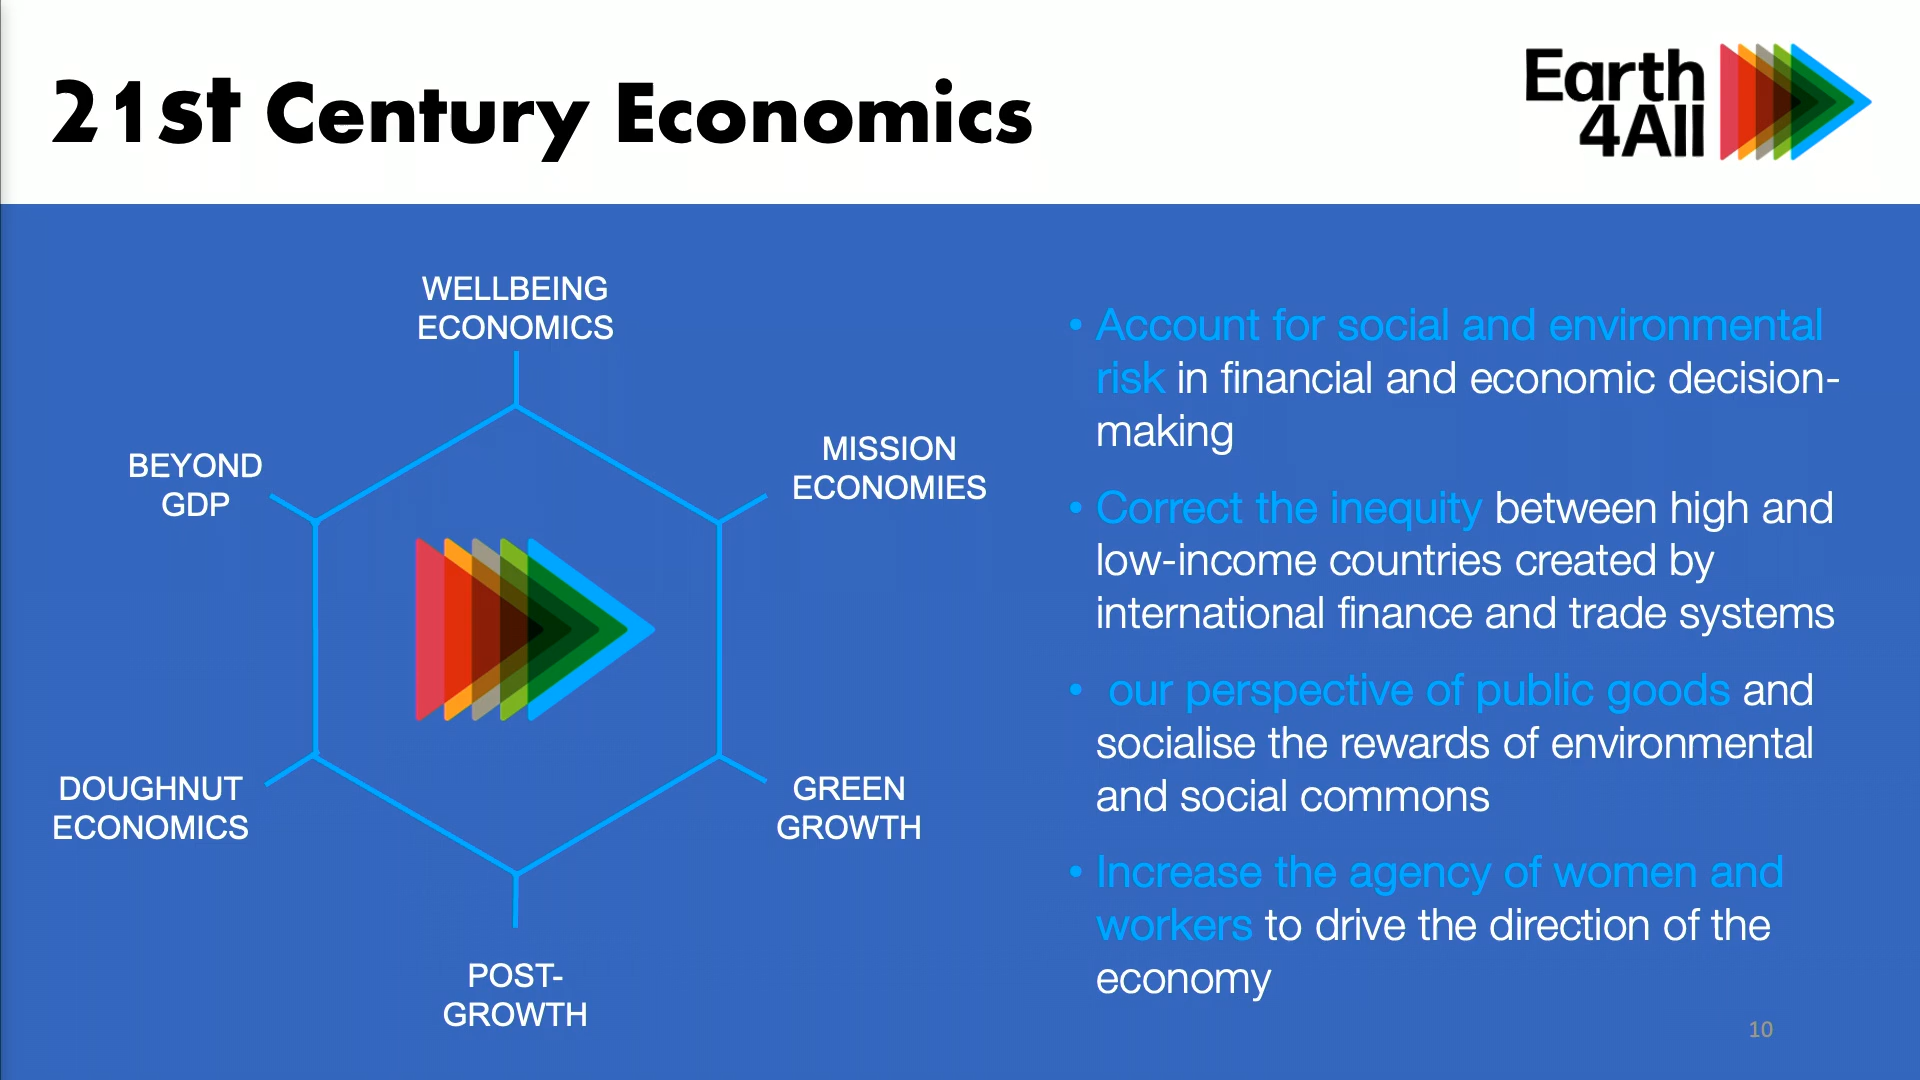 21st Century Economics
Earth
4All
WELLBEING
ECONOMICS
MISSION
ECONOMIES
BEYOND
GDP
DOUGHNUT
ECONOMICS
GREEN
GROWTH
POST-
GROWTH
• Account for social and environmental
risk in financial and economic decision-
making
• Correct the inequity between high and
low-income countries created by
international finance and trade systems
• our perspective of public goods and
socialise the rewards of environmental
and social commons
• Increase the agency of women and
workers to drive the direction of the
economy
10